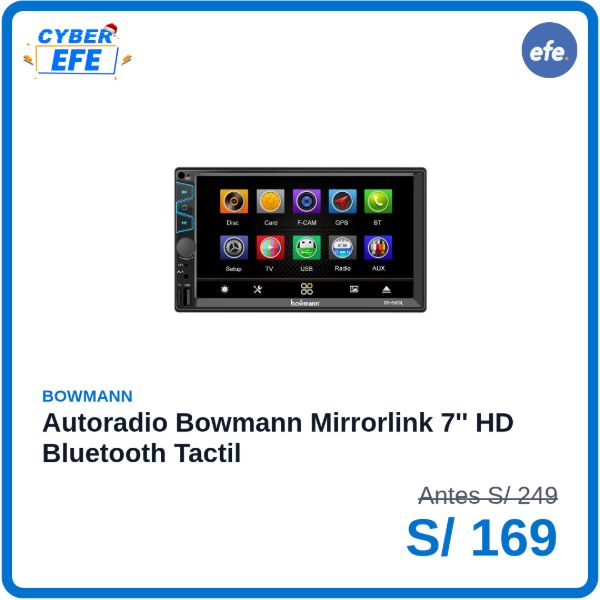 CYBER
EFE
efe.
Disc Card F-CAM GPS BT
Setup TV USB Radio AUX
bowmann
BOWMANN
Autoradio Bowmann Mirrorlink 7'' HD
Bluetooth Tactil
Antes S/ 249
S/ 169